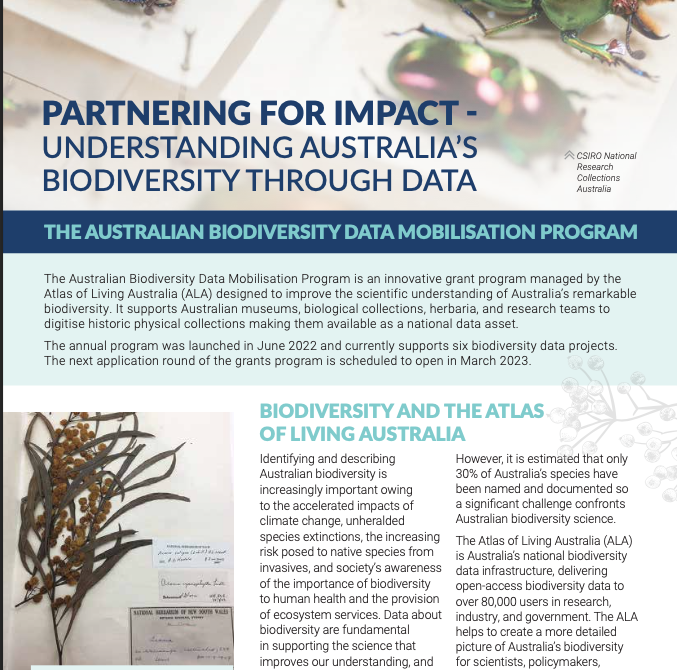 PARTNERING FOR IMPACT -
UNDERSTANDING AUSTRALIA'S
BIODIVERSITY THROUGH DATA
CSIRO National
Research
Collections
Australia
THE AUSTRALIAN BIODIVERSITY DATA MOBILISATION PROGRAM
The Australian Biodiversity Data Mobilisation Program is an innovative grant program managed by the
Atlas of Living Australia (ALA) designed to improve the scientific understanding of Australia's remarkable
biodiversity. It supports Australian museums, biological collections, herbaria, and research teams to
digitise historic physical collections making them available as a national data asset.
The annual program was launched in June 2022 and currently supports six biodiversity data projects.
The next application round of the grants program is scheduled to open in March 2023.
BIODIVERSITY AND THE ATLAS
OF LIVING AUSTRALIA
Identifying and describing
Australian biodiversity is
increasingly important owing
to the accelerated impacts of
climate change, unheralded
species extinctions, the increasing
risk posed to native species from
invasives, and society's awareness
of the importance of biodiversity
to human health and the provision
of ecosystem services. Data about
biodiversity are fundamental
in supporting the science that
improves our understanding, and
However, it is estimated that only
30% of Australia's species have
been named and documented so
a significant challenge confronts
Australian biodiversity science.
The Atlas of Living Australia (ALA)
is Australia's national biodiversity
data infrastructure, delivering
open-access biodiversity data to
over 80,000 users in research,
industry, and government. The ALA
helps to create a more detailed
picture of Australia's biodiversity
for scientists, policymakers,
NATIONAL HERBARIUM OF NEW SOUTH WALES